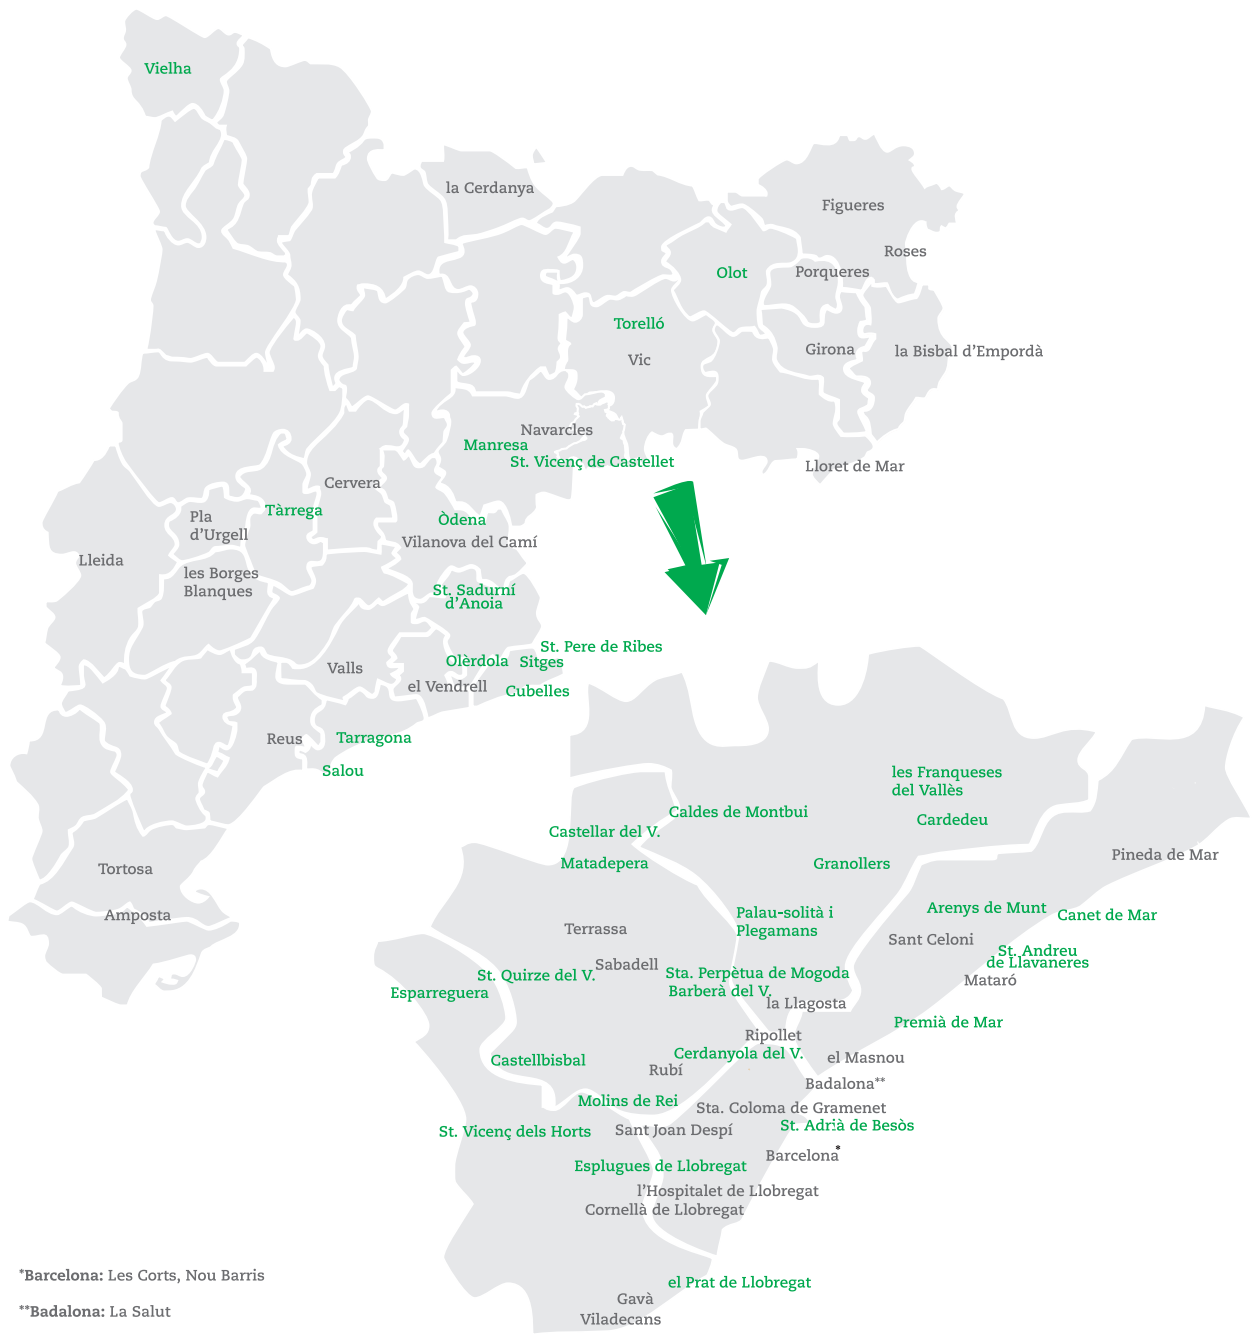 Vielha
la Cerdanya
Figueres
Roses
Olot
Porqueres
Torelló
Girona
la Bisbal d'Empordà
Vic
Navarcles
Manresa
St. Vicenç de Castellet
Lloret de Mar
Cervera
Tàrrega
Pla
d'Urgell
Òdena
Vilanova del Camí
Lleida
les Borges
Blanques
St. Sadurní
d'Anoia
St. Pere de Ribes
Olèrdola
Sitges
Valls
el Vendrell
Cubelles
Reus
Tarragona
Salou
les Franqueses
del Vallès
Caldes de Montbui
Cardedeu
Castellar del V.
Matadepera
Granollers
Pineda de Mar
Tortosa
Amposta
Palau-solità i
Plegamans
Arenys de Munt
Canet de Mar
Terrassa
Sant Celoni
St. Andreu
de Llavaneres
Sabadell
St. Quirze del V.
Sta. Perpètua de Mogoda
Mataró
Esparreguera
Barberà del V.
la Llagosta
Premià de Mar
Ripollet
Cerdanyola del V.
el Masnou
Castellbisbal
Rubí
Badalona**
Molins de Rei
Sta. Coloma de Gramenet
St. Adrià de Besòs
St. Vicenç dels Horts
Sant Joan Despí
Barcelona*
Esplugues de Llobregat
l'Hospitalet de Llobregat
Cornellà de Llobregat
*Barcelona: Les Corts, Nou Barris
el Prat de Llobregat
Gavà
**Badalona: La Salut
Viladecans